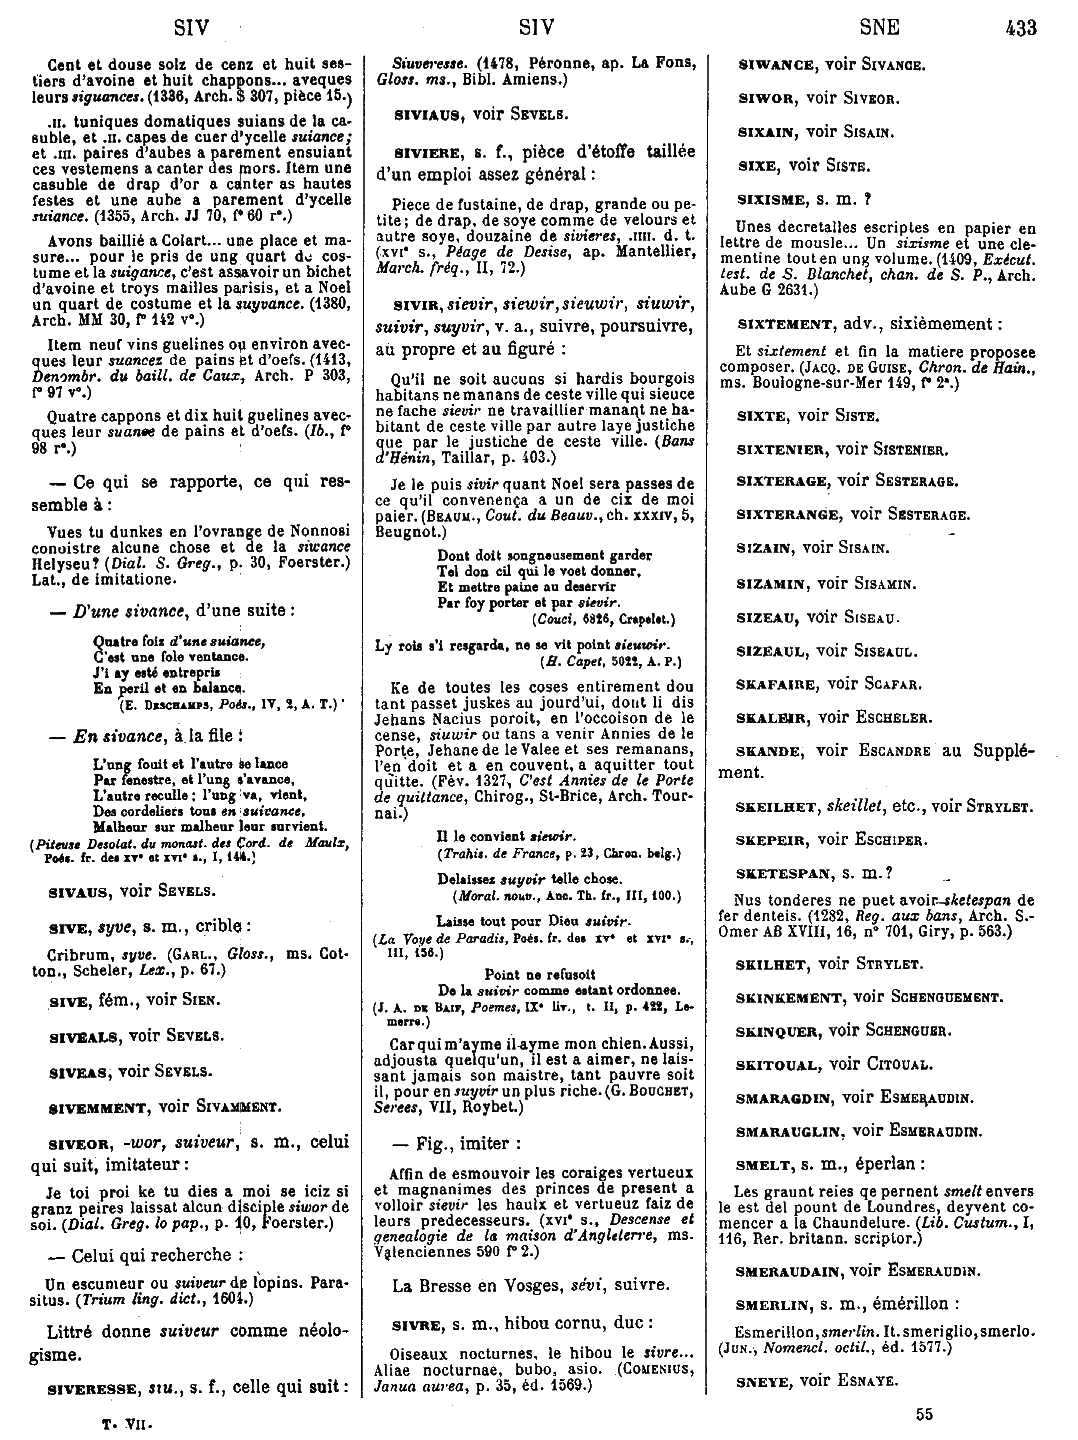 SIV
SIV
SNE
433
Cent et douse solz de cenz et huit ses-
tiers d'avoine et huit chappons... aveques
leurs siguances. (1336, Arch. S 307, pièce 15.)
.II. tuniques domatiques suians de la ca-
suble, et .II. capes de cuer d'ycelle suiance;
et .III. paires d'aubes a parement ensuiant
ces vestemens a canter des mors. Item une
casuble de drap d'or a canter as hautes
festes et une aube a parement d'ycelle
suiance. (1355, Arch. JJ 70, f° 60 r°.)
Avons baillié a Colart... une place et ma-
sure... pour le pris de ung quart de cos-
tume et la suigance, c'est assavoir un bichet
d'avoine et troys mailles parisis, et a Noel
un quart de costume et la suyvance. (1380,
Arch. MM 30, f° 142 v°.)
Item neuf vins guelines ou environ avec-
ques leur suancez de pains et d'oefs. (1413,
Denombr. du baill. de Caux, Arch. P 303,
f° 97 v°.)
Quatre cappons et dix huit guelines avec-
ques leur suance de pains et d'oefs. (Ib., f°
98 r°.)
— Ce qui se rapporte, ce qui res-
semble à :
Vues tu dunkes en l'ovrange de Nonnosi
conoistre alcune chose et de la siwance
Helyseu? (Dial. S. Greg., p. 30, Foerster.)
Lat., de imitatione.
— D'une sivance, d'une suite :
Quatre foiz d'une suiance,
C'est une fole ventance.
J'i ay esté entrepris
En peril et en balance.
(E. DESCHAMPS, Poés., IV, 2, A. T.)
— En sivance, à la file :
L'ung fouit et l'autre se lance
Par fenestre, et l'ung s'avance,
L'autre reculle; l'ung va, vient,
Des cordeliers tous en suivance,
Malheur sur malheur leur survient.
(Piteuse Desolat. du monast. des Cord. de Maulx,
Poés. fr. des XV° et XVI° s., I, 144.)
SIVAUS, voir SEVELS.
SIVE, syve, s. m., crible :
Cribrum, syve. (GARL., Gloss., ms. Cot-
ton., Scheler, Lex., p. 67.)
SIVE, fém., voir SIEN.
SIVEALS, voir SEVELS.
SIVEAS, voir SEVELS.
SIVEMMENT, voir SIVAMMENT.
SIVEOR, -wor, suiveur, s. m., celui
qui suit, imitateur :
Je toi proi ke tu dies a moi se iciz si
granz peires laissat alcun disciple siwor de
soi. (Dial. Greg. lo pap., p. 10, Foerster.)
— Celui qui recherche :
Un escumeur ou suiveur de lopins. Para-
situs. (Trium ling. dict., 1604.)
Littré donne suiveur comme néolo-
gisme.
SIVERESSE, siu., s. f., celle qui suit :
T. VII.
Siuveresse. (1478, Péronne, ap. La Fons,
Gloss. ms., Bibl. Amiens.)
SIVIAUS, voir SEVELS.
SIVIERE, s. f., pièce d'étoffe taillée
d'un emploi assez général :
Piece de fustaine, de drap, grande ou pe-
tite; de drap, de soye comme de velours et
autre soye, douzaine de sivieres, .IIII. d. t.
(XVI° s., Péage de Desise, ap. Mantellier,
March. fréq., II, 72.)
SIVIR, sievir, siewir, sieuwir, siuwir,
suivir, suyvir, v. a., suivre, poursuivre,
au propre et au figuré :
Qu'il ne soit aucuns si hardis bourgois
habitans ne manans de ceste ville qui sieuce
ne fache sievir ne travaillier manant ne ha-
bitant de ceste ville par autre laye justiche
que par le justiche de ceste ville. (Bans
d'Hénin, Taillar, p. 403.)
Je le puis sivir quant Noel sera passes de
ce qu'il convenença a un de cix de moi
paier. (BEAUM., Cout. du Beauv., ch. XXXIV, 5,
Beugnot.)
Dont doit songneusement garder
Tel don cil qui le voet donner,
Et mettre paine au deservir
Par foy porter et par sievir.
(Couci, 6826, Crapelet.)
Ly rois s'i resgarda, ne se vit point sieuwir.
(H. Capet, 5022, A. P.)
Ke de toutes les coses entirement dou
tant passet juskes au jourd'ui, dont li dis
Jehans Nacius poroit, en l'occoison de le
cense, siuwir ou tans a venir Annies de le
Porte, Jehane de le Valee et ses remanans,
l'en doit et a en couvent, a aquitter tout
quitte. (Fév. 1327, C'est Annies de le Porte
de quittance, Chirog., St-Brice, Arch. Tour-
nai.)
Il le convient siewir.
(Trahis. de France, p. 23, Chron. belg.)
Delaissez suyvir telle chose.
(Moral. nouv., Anc. Th. fr., III, 100.)
Laisse tout pour Dieu suivir.
(La Voye de Paradis, Poés. fr. des XV° et XVI° s.,
III, 156.)
Point ne refusoit
De la suivir comme estant ordonnee.
(J. A. DE BAIF, Poemes, IX° liv., t. II, p. 422, Le-
merre.)
Car qui m'ayme il ayme mon chien. Aussi,
adjousta quelqu'un, il est a aimer, ne lais-
sant jamais son maistre, tant pauvre soit
il, pour en suyvir un plus riche. (G. BOUCHET,
Serees, VII, Roybet.)
— Fig., imiter :
Affin de esmouvoir les coraiges vertueux
et magnanimes des princes de present a
volloir sievir les haulx et vertueuz faiz de
leurs predecesseurs. (XVI° s., Descense et
genealogie de la maison d'Angleterre, ms.
Valenciennes 590 f° 2.)
La Bresse en Vosges, sévi, suivre.
SIVRE, s. m., hibou cornu, duc :
Oiseaux nocturnes, le hibou le sivre...
Aliae nocturnae, bubo, asio. (COMENIUS,
Janua aurea, p. 35, éd. 1569.)
SIWANCE, voir SIVANCE.
SIWOR, voir SIVEOR.
SIXAIN, voir SISAIN.
SIXE, voir SISTE.
SIXISME, s. m. ?
Unes decretalles escriptes en papier en
lettre de mousle... Un sixisme et une cle-
mentine tout en ung volume. (1409, Exécut.
test. de S. Blanchet, chan. de S. P., Arch.
Aube G 2631.)
SIXTEMENT, adv., sixièmement :
Et sixtement et fin la matiere proposee
composer. (JACQ. DE GUISE, Chron. de Hain.,
ms. Boulogne-sur-Mer 149, f° 2°.)
SIXTE, voir SISTE.
SIXTENIER, voir SISTENIER.
SIXTERAGE, voir SESTERAGE.
SIXTERANGE, voir SESTERAGE.
SIZAIN, voir SISAIN.
SIZAMIN, voir SISAMIN.
SIZEAU, voir SISEAU.
SIZEAUL, voir SISEAUL.
SKAFAIRE, voir SCAFAR.
SKALEIR, voir ESCHELER.
SKANDE, voir ESCANDRE au Supplé-
ment.
SKEILHET, skeillet, etc., voir STRYLET.
SKEPEIR, voir ESCHIPER.
SKETESPAN, s. m. ?
Nus tonderes ne puet avoir sketespan de
fer denteis. (1282, Reg. aux bans, Arch. S.-
Omer AB XVIII, 16, n° 701, Giry, p. 563.)
SKILHET, voir STRYLET.
SKINKEMENT, voir SCHENGUEMENT.
SKINQUER, voir SCHENGUER.
SKITOUAL, voir CITOUAL.
SMARAGDIN, voir ESMERAUDIN.
SMARAUGLIN, voir ESMERAUDIN.
SMELT, s. m., éperlan :
Les graunt reies qe pernent smelt envers
le est del pount de Loundres, deyvent co-
mencer a la Chaundelure. (Lib. Custum., I,
116, Rer. britann. scriptor.)
SMERAUDAIN, voir ESMERAUDIN.
SMERLIN, s. m., émérillon :
Esmerillon, smerlin. It. smeriglio, smerlo.
(JUN., Nomencl. octil., éd. 1577.)
SNEYE, voir ESNAYE.
55